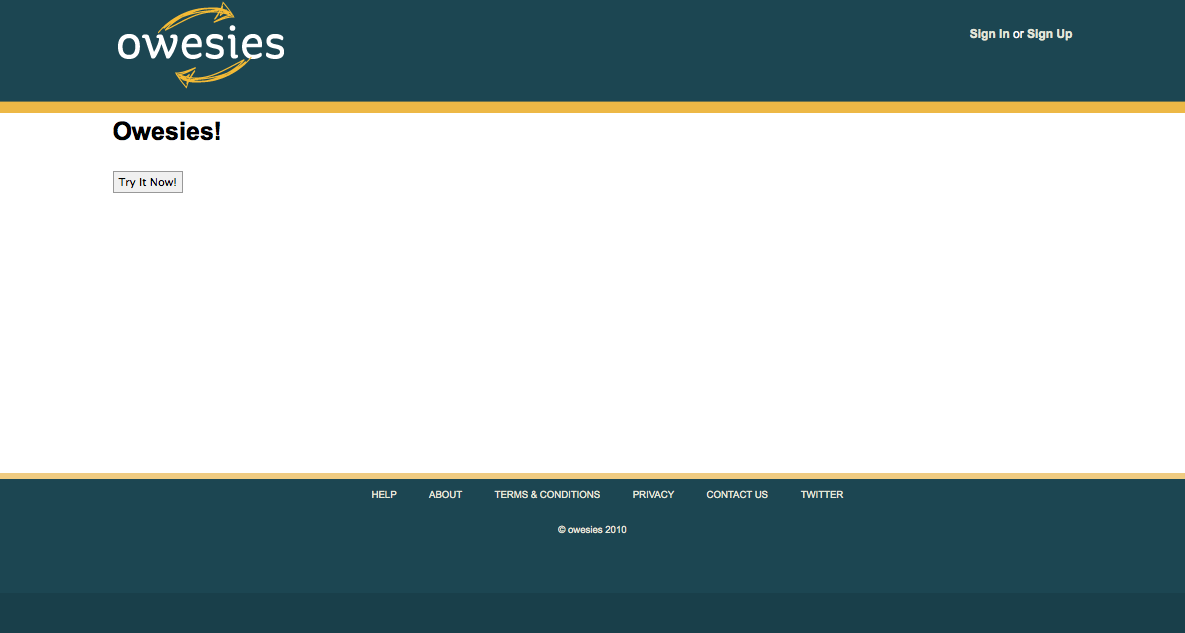 owesies
Sign In or Sign Up
Owesies!
Try It Now!
HELP ABOUT TERMS & CONDITIONS PRIVACY CONTACT US TWITTER
© owesies 2010